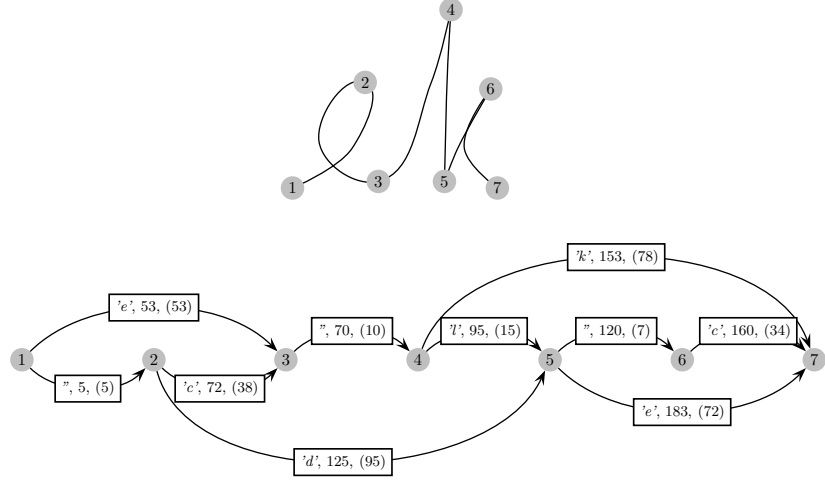 4
2
6
1
3
5
7
'k', 153, (78)
'e', 53, (53)
'', 70, (10)
'l', 95, (15)
'', 120, (7)
'c', 160, (34)
1
2
3
4
5
6
7
'', 5, (5)
'c', 72, (38)
'e', 183, (72)
'd', 125, (95)